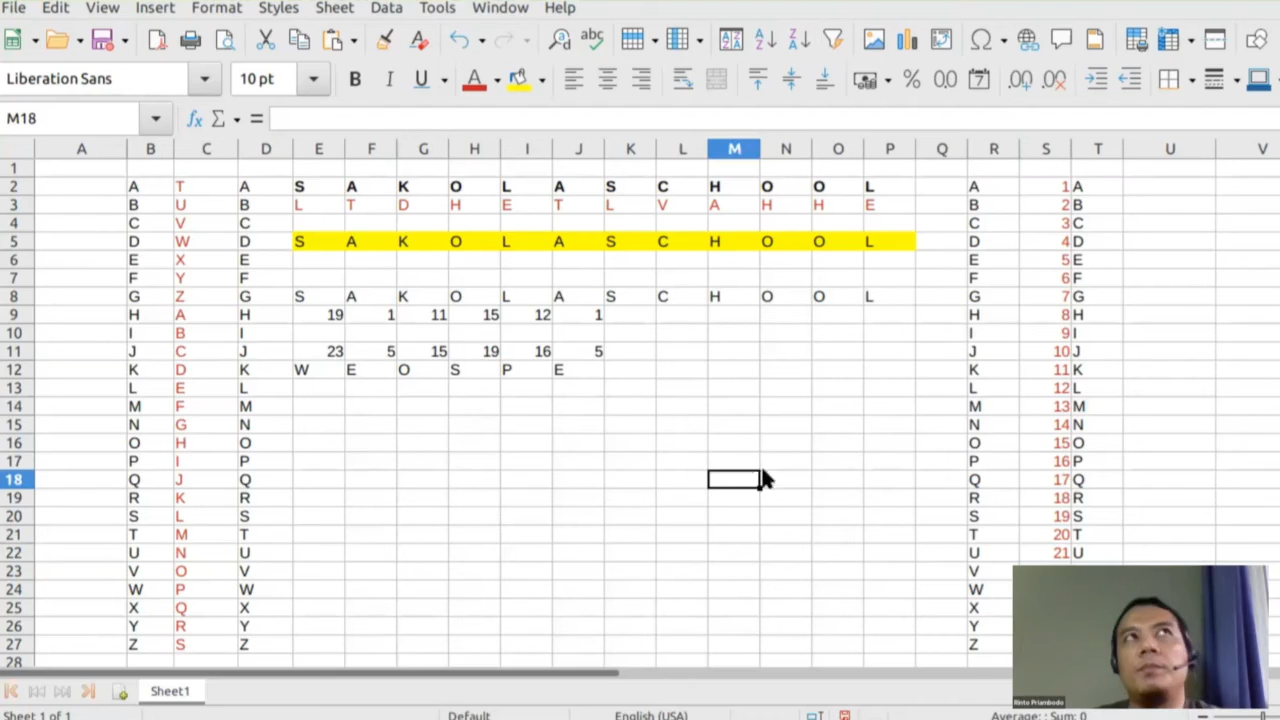 File Edit View Insert Format Styles Sheet Data Tools Window Help
Liberation Sans 10 pt
M18
A B C D E F G H I J K L M N O P Q R S T U V
1
2 A T A S A K O L A S C H O O L A 1 A
3 B U B L T D H E T L V A H H E B 2 B
4 C V C C 3 C
5 D W D S A K O L A S C H O O L D 4 D
6 E X E E 5 E
7 F Y F F 6 F
8 G Z G S A K O L A S C H O O L G 7 G
9 H A H 19 1 11 15 12 1 H 8 H
10 I B I I 9 I
11 J C J 23 5 15 19 16 5 J 10 J
12 K D K W E O S P E K 11 K
13 L E L L 12 L
14 M F M M 13 M
15 N G N N 14 N
16 O H O O 15 O
17 P I P P 16 P
18 Q J Q Q 17 Q
19 R K R R 18 R
20 S L S S 19 S
21 T M T T 20 T
22 U N U U 21 U
23 V O V V
24 W P W W
25 X Q X X
26 Y R Y Y
27 Z S Z Z
28
Rinto Priambodo
Sheet1
Sheet 1 of 1 Default English (USA) Average: ; Sum: 0